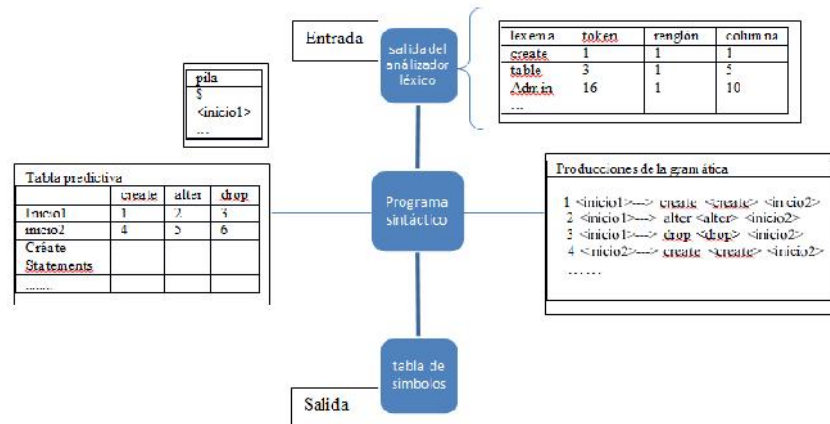 Entrada
salida del
análizador
léxico
lexema token renglón columna
create 1 1 1
table 3 1 5
Admin 16 1 10
...
pila
$
<inicio1>
...
Tabla predictiva
create alter drop
Inicio1 1 2 3
inicio2 4 5 6
Créate
Statements
........
Programa
sintáctico
Producciones de la gramática
1 <inicio1>---> create <create> <inicio2>
2 <inicio1>---> alter <alter> <inicio2>
3 <inicio1>---> drop <drop> <inicio2>
4 <inicio2>---> create <create> <inicio2>
.......
tabla de
simbolos
Salida